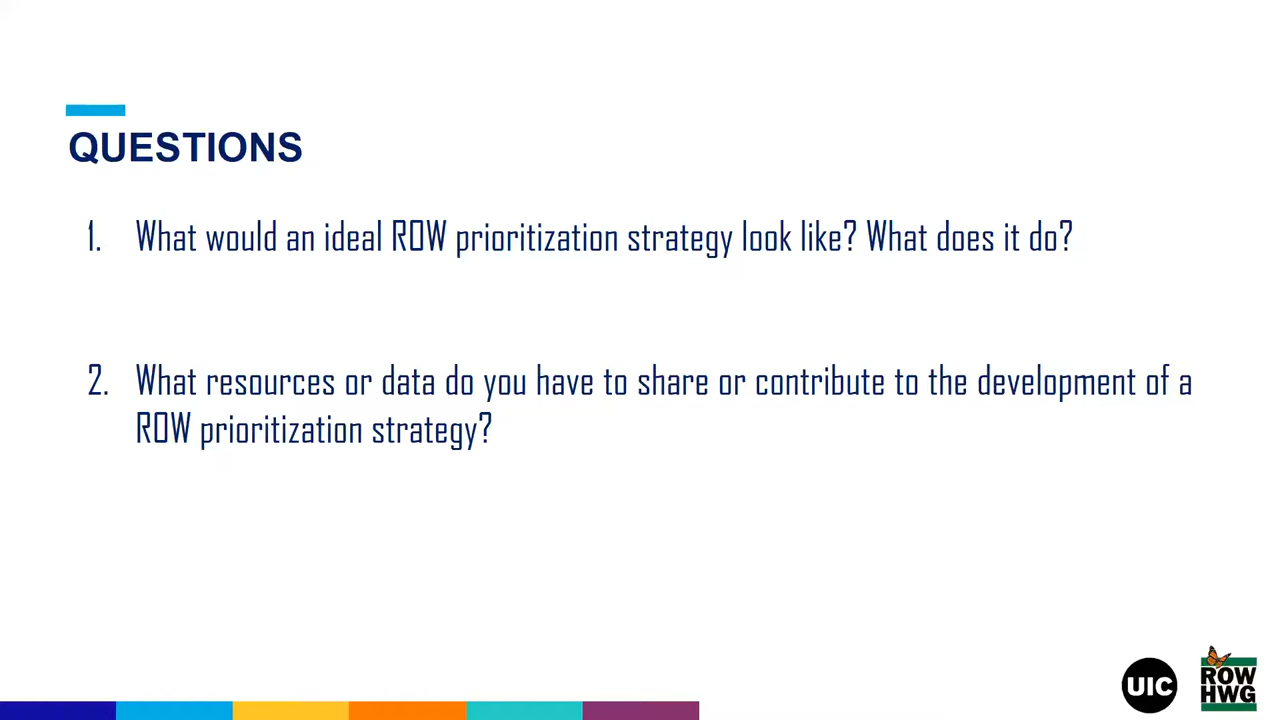 QUESTIONS
1. What would an ideal ROW prioritization strategy look like? What does it do?
2. What resources or data do you have to share or contribute to the development of a
ROW prioritization strategy?
UIC
ROW
HWG